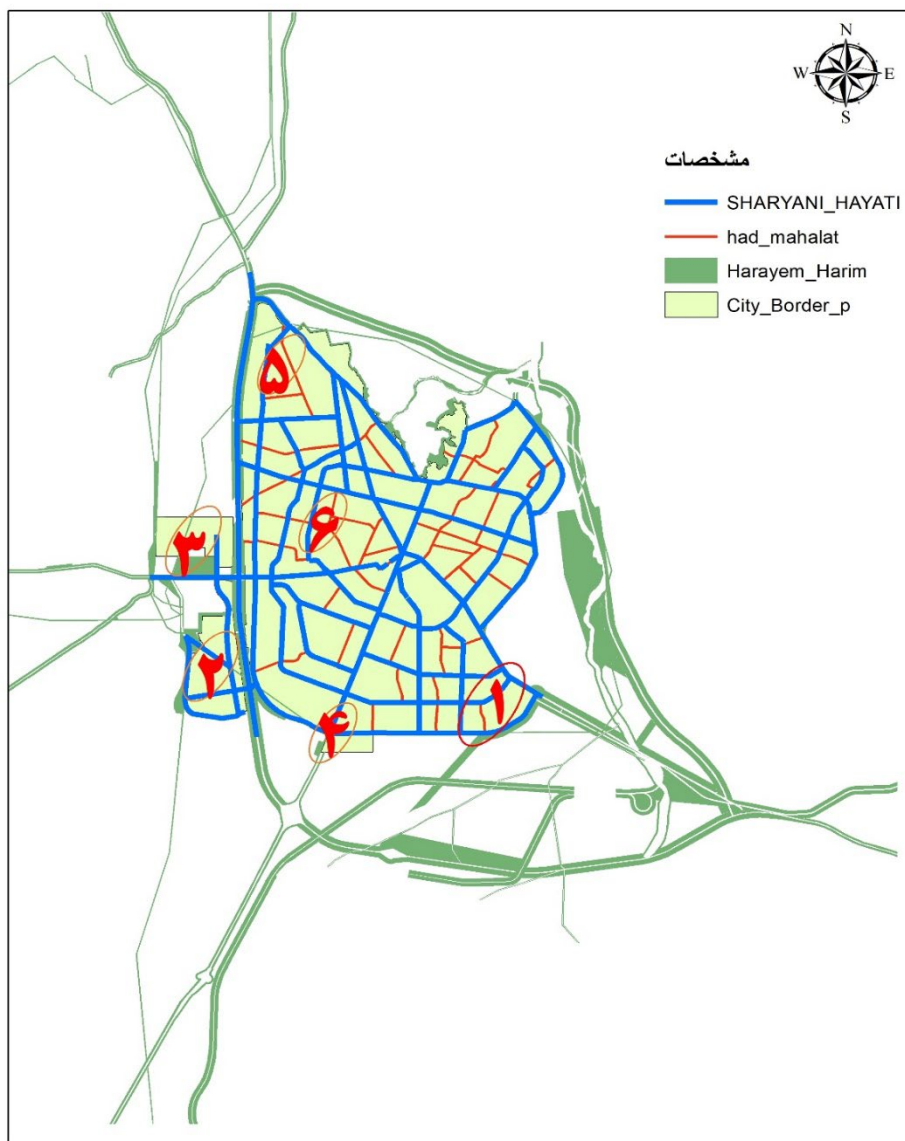 N
W E
S
مشخصات
SHARYANI_HAYATI
had_mahalat
Harayem_Harim
City_Border_p
۵
۶
۳
۲
۱
۴